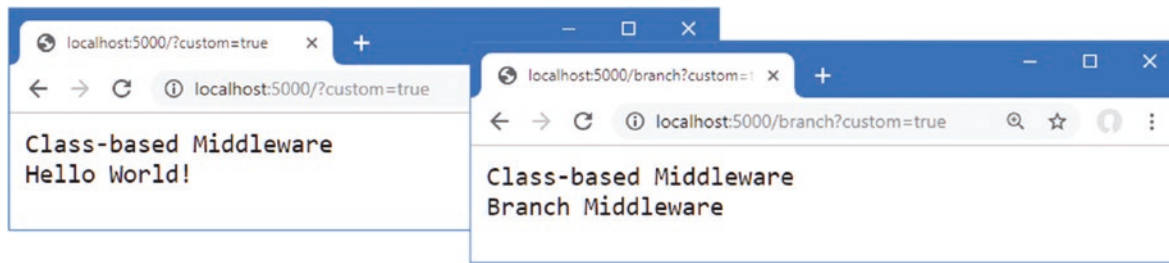 localhost:5000/?custom=true
localhost:5000/?custom=true
Class-based Middleware
Hello World!
localhost:5000/branch?custom=
localhost:5000/branch?custom=true
Class-based Middleware
Branch Middleware